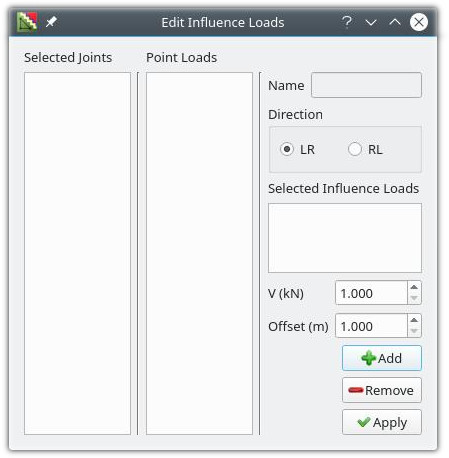 Edit Influence Loads
Selected Joints
Point Loads
Name
Direction
LR
RL
Selected Influence Loads
V (kN)
1.000
Offset (m)
1.000
Add
Remove
Apply